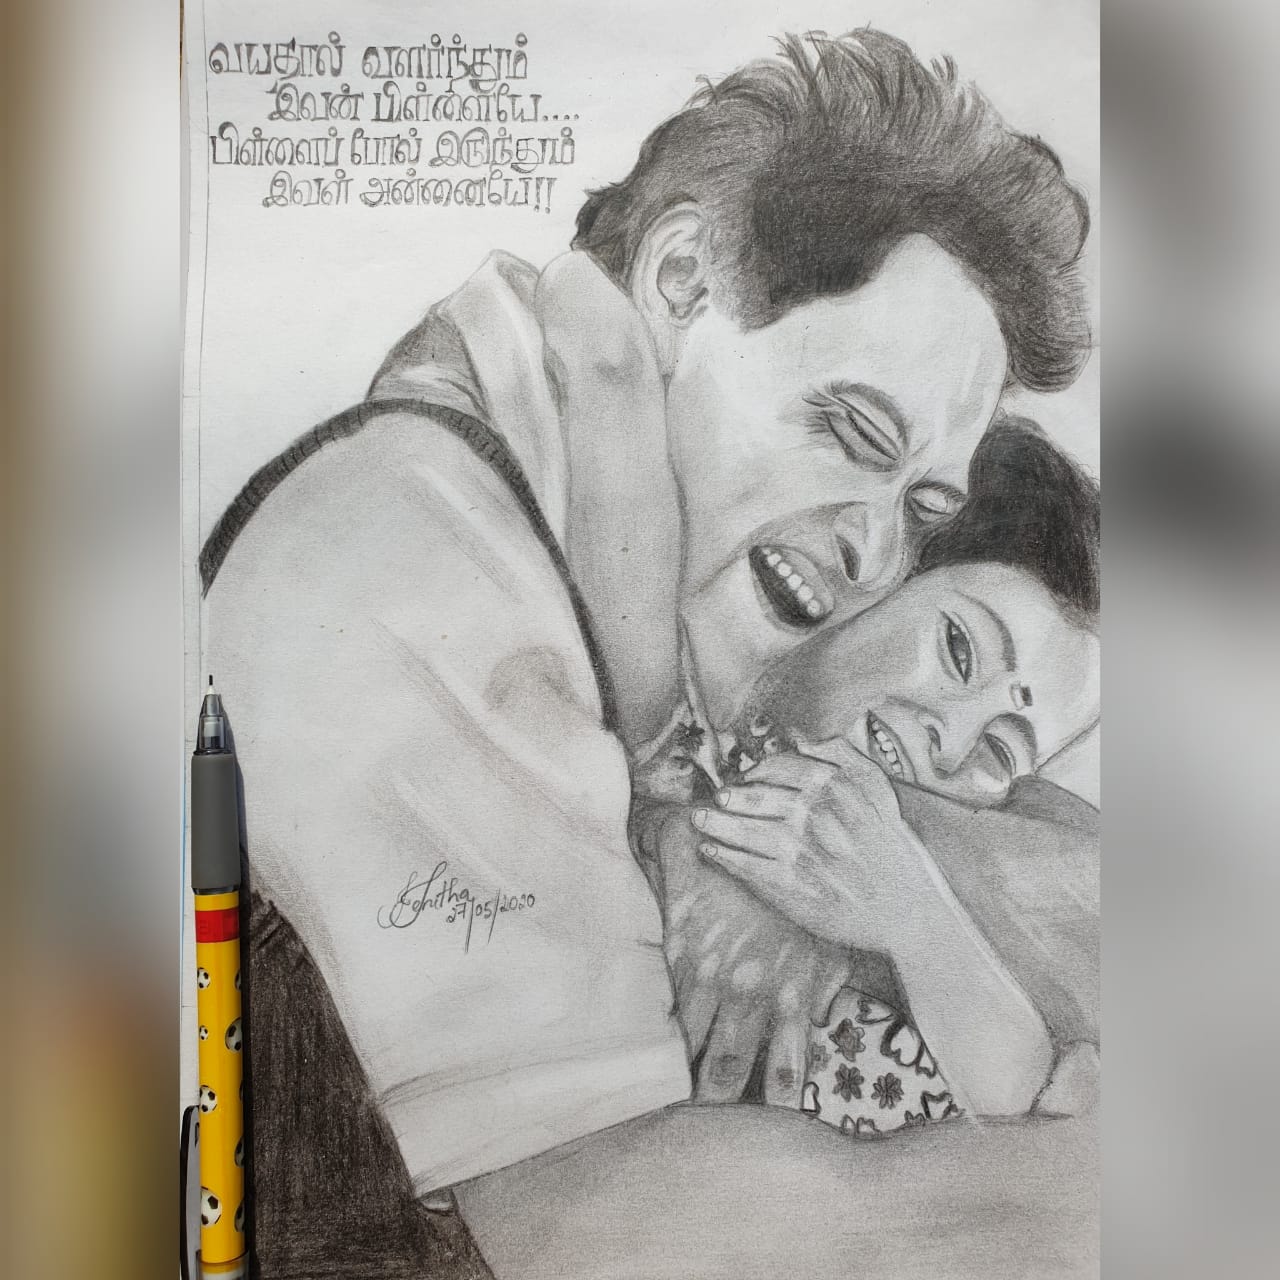 வயதால் வளர்ந்தும்
இவன் பிள்ளையே....
பிள்ளைப் போல் இருந்தும்
இவள் அன்னையே!!
27/05/2020